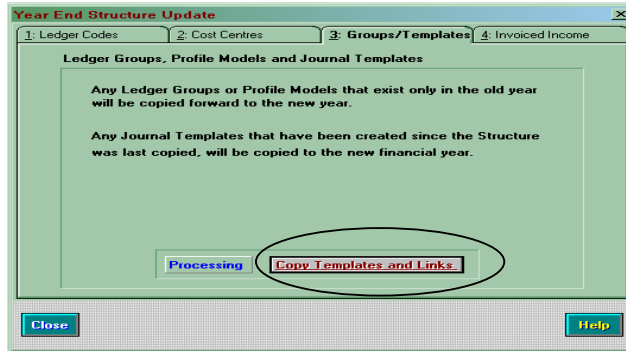 Year End Structure Update
1: Ledger Codes
2: Cost Centres
3: Groups/Templates
4: Invoiced Income
Ledger Groups, Profile Models and Journal Templates
Any Ledger Groups or Profile Models that exist only in the old year
will be copied forward to the new year.
Any Journal Templates that have been created since the Structure
was last copied, will be copied to the new financial year.
Processing
Copy Templates and Links
Close
Help